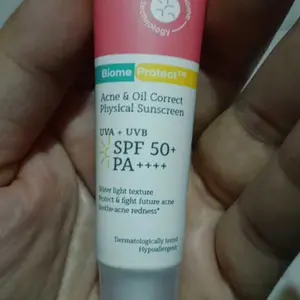 Biome Protect™
Acne & Oil Correct
Physical Sunscreen
UVA + UVB
SPF 50+
PA++++
light texture
Protect & fight future acne
Soothe acne redness*
Dermatologically tested
Hypoallergenic